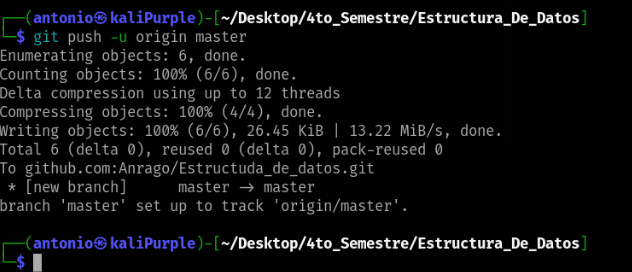 ┌──(antonio㉿kaliPurple)-[~/Desktop/4to_Semestre/Estructura_De_Datos]
└─$ git push -u origin master
Enumerating objects: 6, done.
Counting objects: 100% (6/6), done.
Delta compression using up to 12 threads
Compressing objects: 100% (4/4), done.
Writing objects: 100% (6/6), 26.45 KiB | 13.22 MiB/s, done.
Total 6 (delta 0), reused 0 (delta 0), pack-reused 0
To github.com:Anrago/Estructuda_de_datos.git
 * [new branch]      master -> master
branch 'master' set up to track 'origin/master'.
┌──(antonio㉿kaliPurple)-[~/Desktop/4to_Semestre/Estructura_De_Datos]
└─$